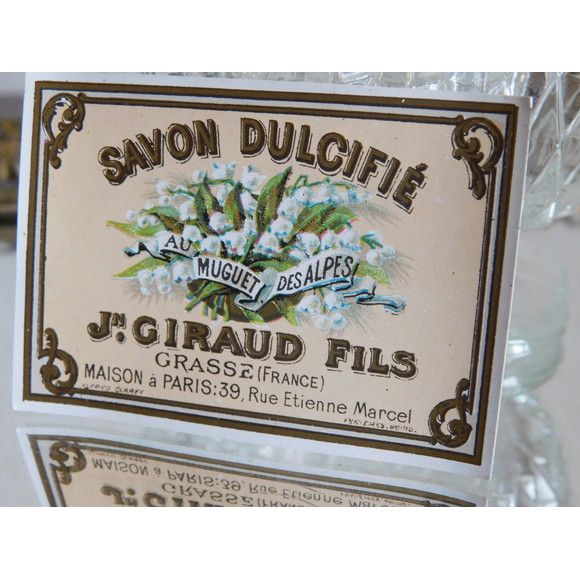 SAVON DULCIFIÉ
AU MUGUET DES ALPES
JN. GIRAUD FILS
GRASSE (FRANCE)
MAISON à PARIS: 39, Rue Etienne Marcel